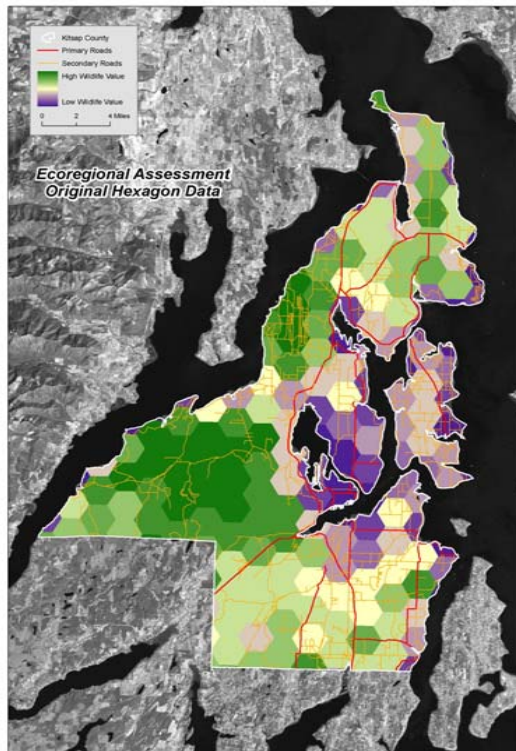 Kitsap County
Primary Roads
Secondary Roads
High Wildlife Value
Low Wildlife Value
0 2 4 Miles
Ecoregional Assessment
Original Hexagon Data